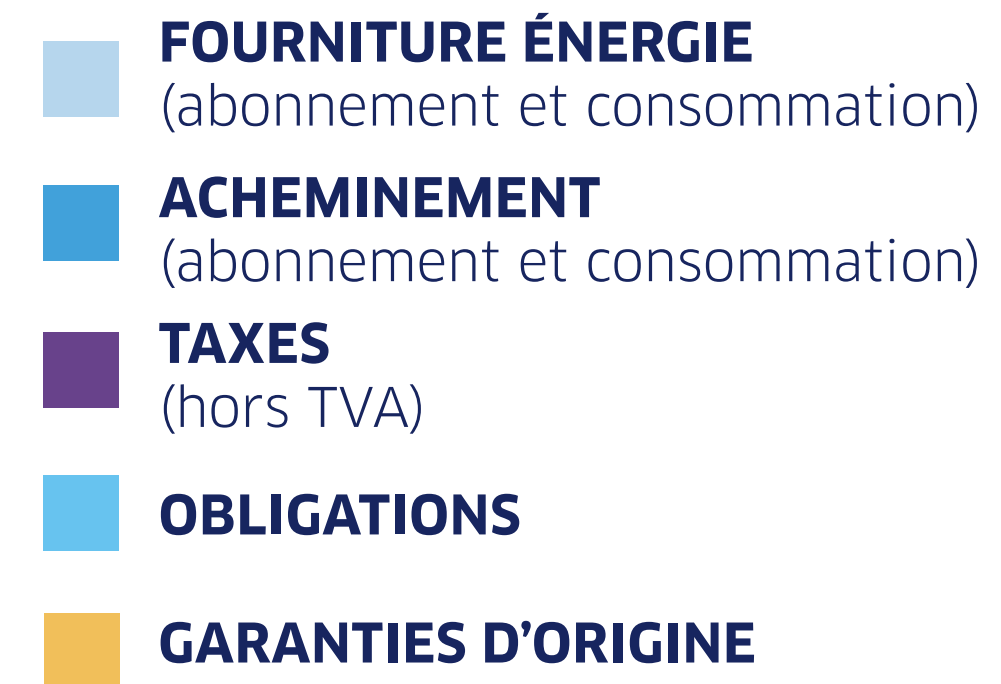 FOURNITURE ÉNERGIE
(abonnement et consommation)
ACHEMINEMENT
(abonnement et consommation)
TAXES
(hors TVA)
OBLIGATIONS
GARANTIES D’ORIGINE